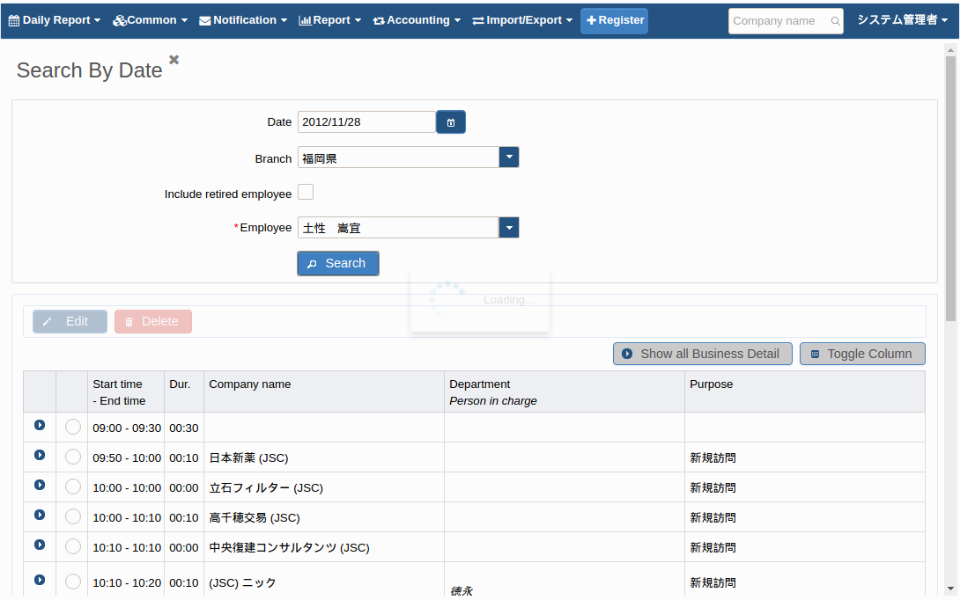 Daily Report Common Notification Report Accounting Import/Export Register Company name システム管理者
Search By Date
Date 2012/11/28
Branch 福岡県
Include retired employee
*Employee 土性 嵩宜
Search
Loading...
Edit Delete
Show all Business Detail Toggle Column
Start time Dur. Company name Department Purpose
- End time Person in charge
09:00 - 09:30 00:30
09:50 - 10:00 00:10 日本新薬 (JSC) 新規訪問
10:00 - 10:00 00:00 立石フィルター (JSC) 新規訪問
10:00 - 10:10 00:10 高千穂交易 (JSC) 新規訪問
10:10 - 10:10 00:00 中央復建コンサルタンツ (JSC) 新規訪問
10:10 - 10:20 00:10 (JSC) ニック 新規訪問
徳永